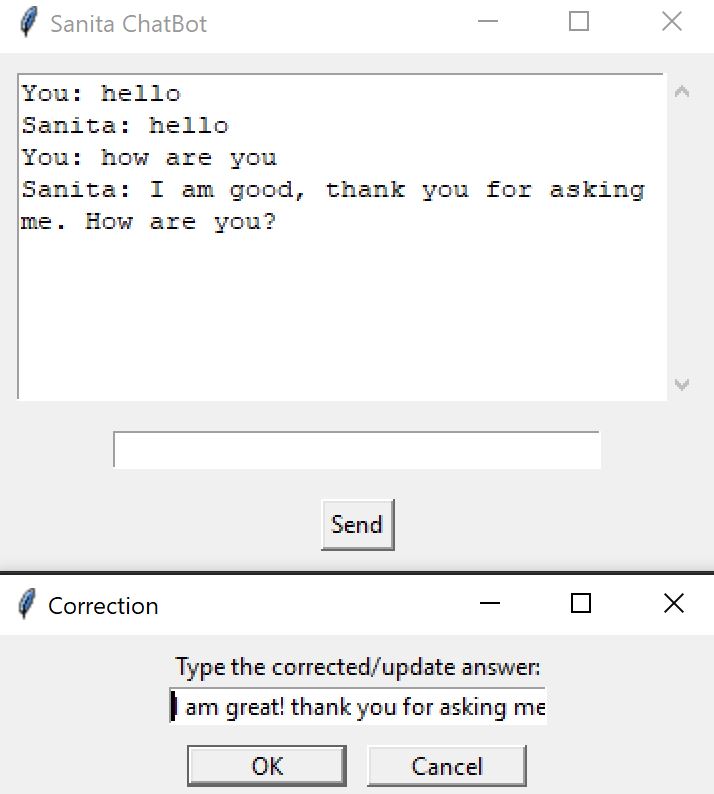 Sanita ChatBot
You: hello
Sanita: hello
You: how are you
Sanita: I am good, thank you for asking
me. How are you?
Send
Correction
Type the corrected/update answer:
I am great! thank you for asking me
OK
Cancel